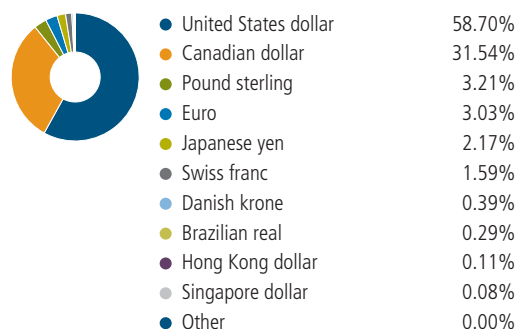 United States dollar 58.70%
Canadian dollar 31.54%
Pound sterling 3.21%
Euro 3.03%
Japanese yen 2.17%
Swiss franc 1.59%
Danish krone 0.39%
Brazilian real 0.29%
Hong Kong dollar 0.11%
Singapore dollar 0.08%
Other 0.00%